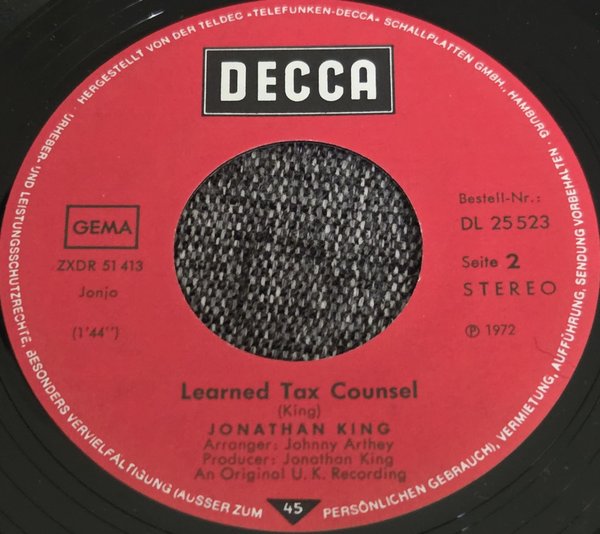 HERGESTELLT VON DER TELDEC »TELEFUNKEN-DECCA« SCHALLPLATTEN GMBH., HAMBURG · URHEBER- UND LEISTUNGSSCHUTZRECHTE, BESONDERS VERVIELFÄLTIGUNG (AUSSER ZUM PERSÖNLICHEN GEBRAUCH), VERMIETUNG, AUFFÜHRUNG, SENDUNG VORBEHALTEN ·
DECCA
GEMA
ZXDR 51 413
Jonjo
(1'44")
Bestell-Nr.:
DL 25 523
Seite 2
STEREO
℗ 1972
Learned Tax Counsel
(King)
JONATHAN KING
Arranger: Johnny Arthey
Producer: Jonathan King
An Original U. K. Recording
45